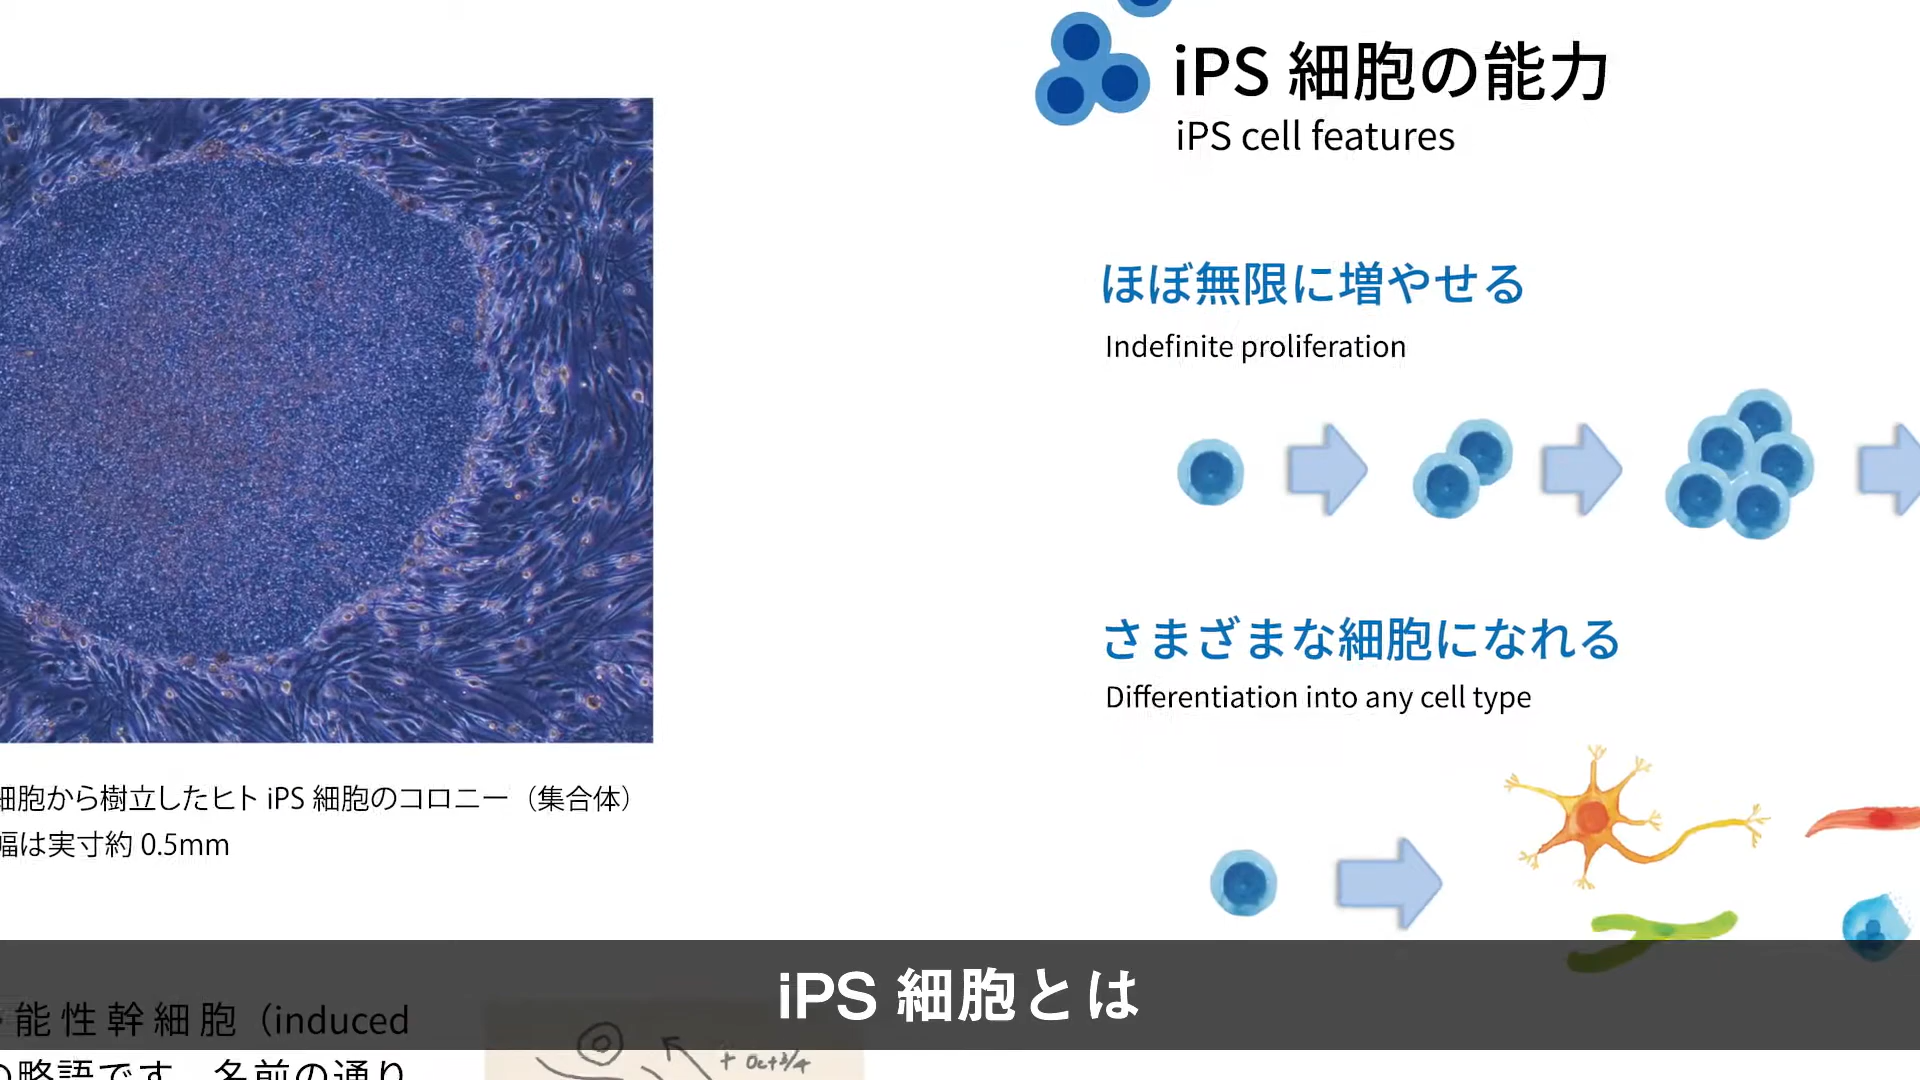 iPS 細胞の能力
iPS cell features
ほぼ無限に増やせる
Indefinite proliferation
さまざまな細胞になれる
Differentiation into any cell type
細胞から樹立したヒト iPS 細胞のコロニー（集合体）
幅は実寸約 0.5mm
iPS 細胞とは
能性幹細胞（induced
の略語です。名前の通り
+ Oct3/4